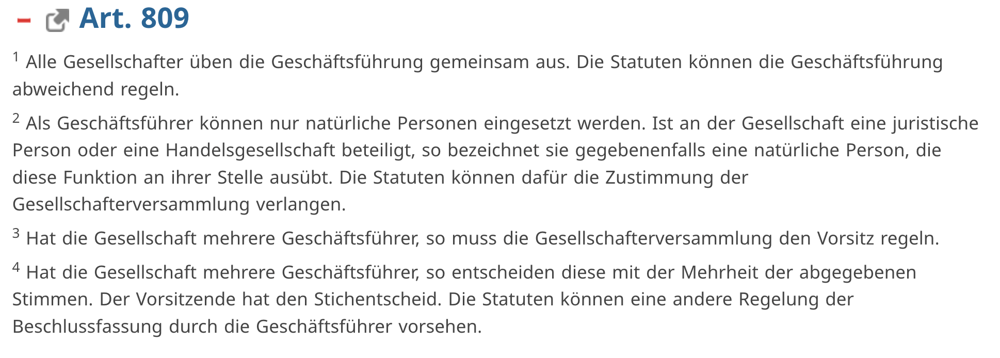 Art. 809
1 Alle Gesellschafter üben die Geschäftsführung gemeinsam aus. Die Statuten können die Geschäftsführung
abweichend regeln.
2 Als Geschäftsführer können nur natürliche Personen eingesetzt werden. Ist an der Gesellschaft eine juristische
Person oder eine Handelsgesellschaft beteiligt, so bezeichnet sie gegebenenfalls eine natürliche Person, die
diese Funktion an ihrer Stelle ausübt. Die Statuten können dafür die Zustimmung der
Gesellschafterversammlung verlangen.
3 Hat die Gesellschaft mehrere Geschäftsführer, so muss die Gesellschafterversammlung den Vorsitz regeln.
4 Hat die Gesellschaft mehrere Geschäftsführer, so entscheiden diese mit der Mehrheit der abgegebenen
Stimmen. Der Vorsitzende hat den Stichentscheid. Die Statuten können eine andere Regelung der
Beschlussfassung durch die Geschäftsführer vorsehen.